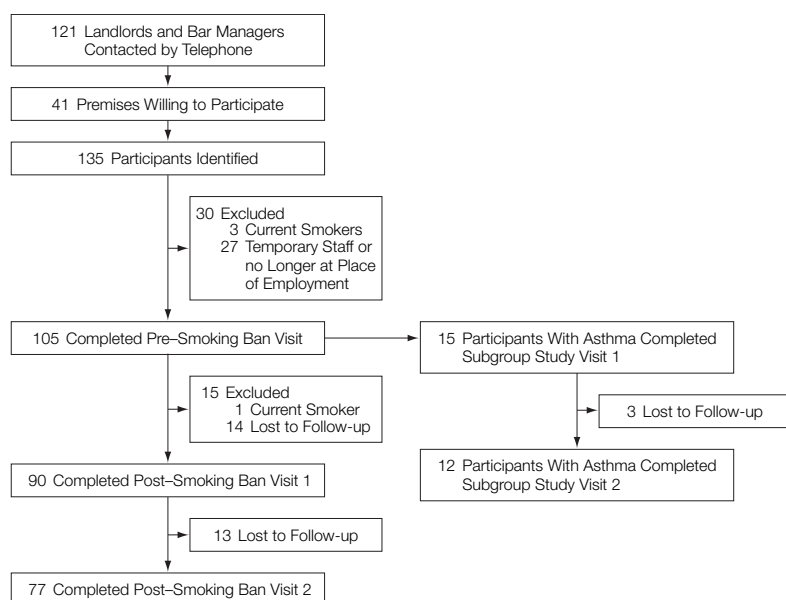 121 Landlords and Bar Managers
Contacted by Telephone
41 Premises Willing to Participate
135 Participants Identified
30 Excluded
3 Current Smokers
27 Temporary Staff or
no Longer at Place
of Employment
105 Completed Pre–Smoking Ban Visit
15 Participants With Asthma Completed
Subgroup Study Visit 1
15 Excluded
1 Current Smoker
14 Lost to Follow-up
3 Lost to Follow-up
90 Completed Post–Smoking Ban Visit 1
12 Participants With Asthma Completed
Subgroup Study Visit 2
13 Lost to Follow-up
77 Completed Post–Smoking Ban Visit 2